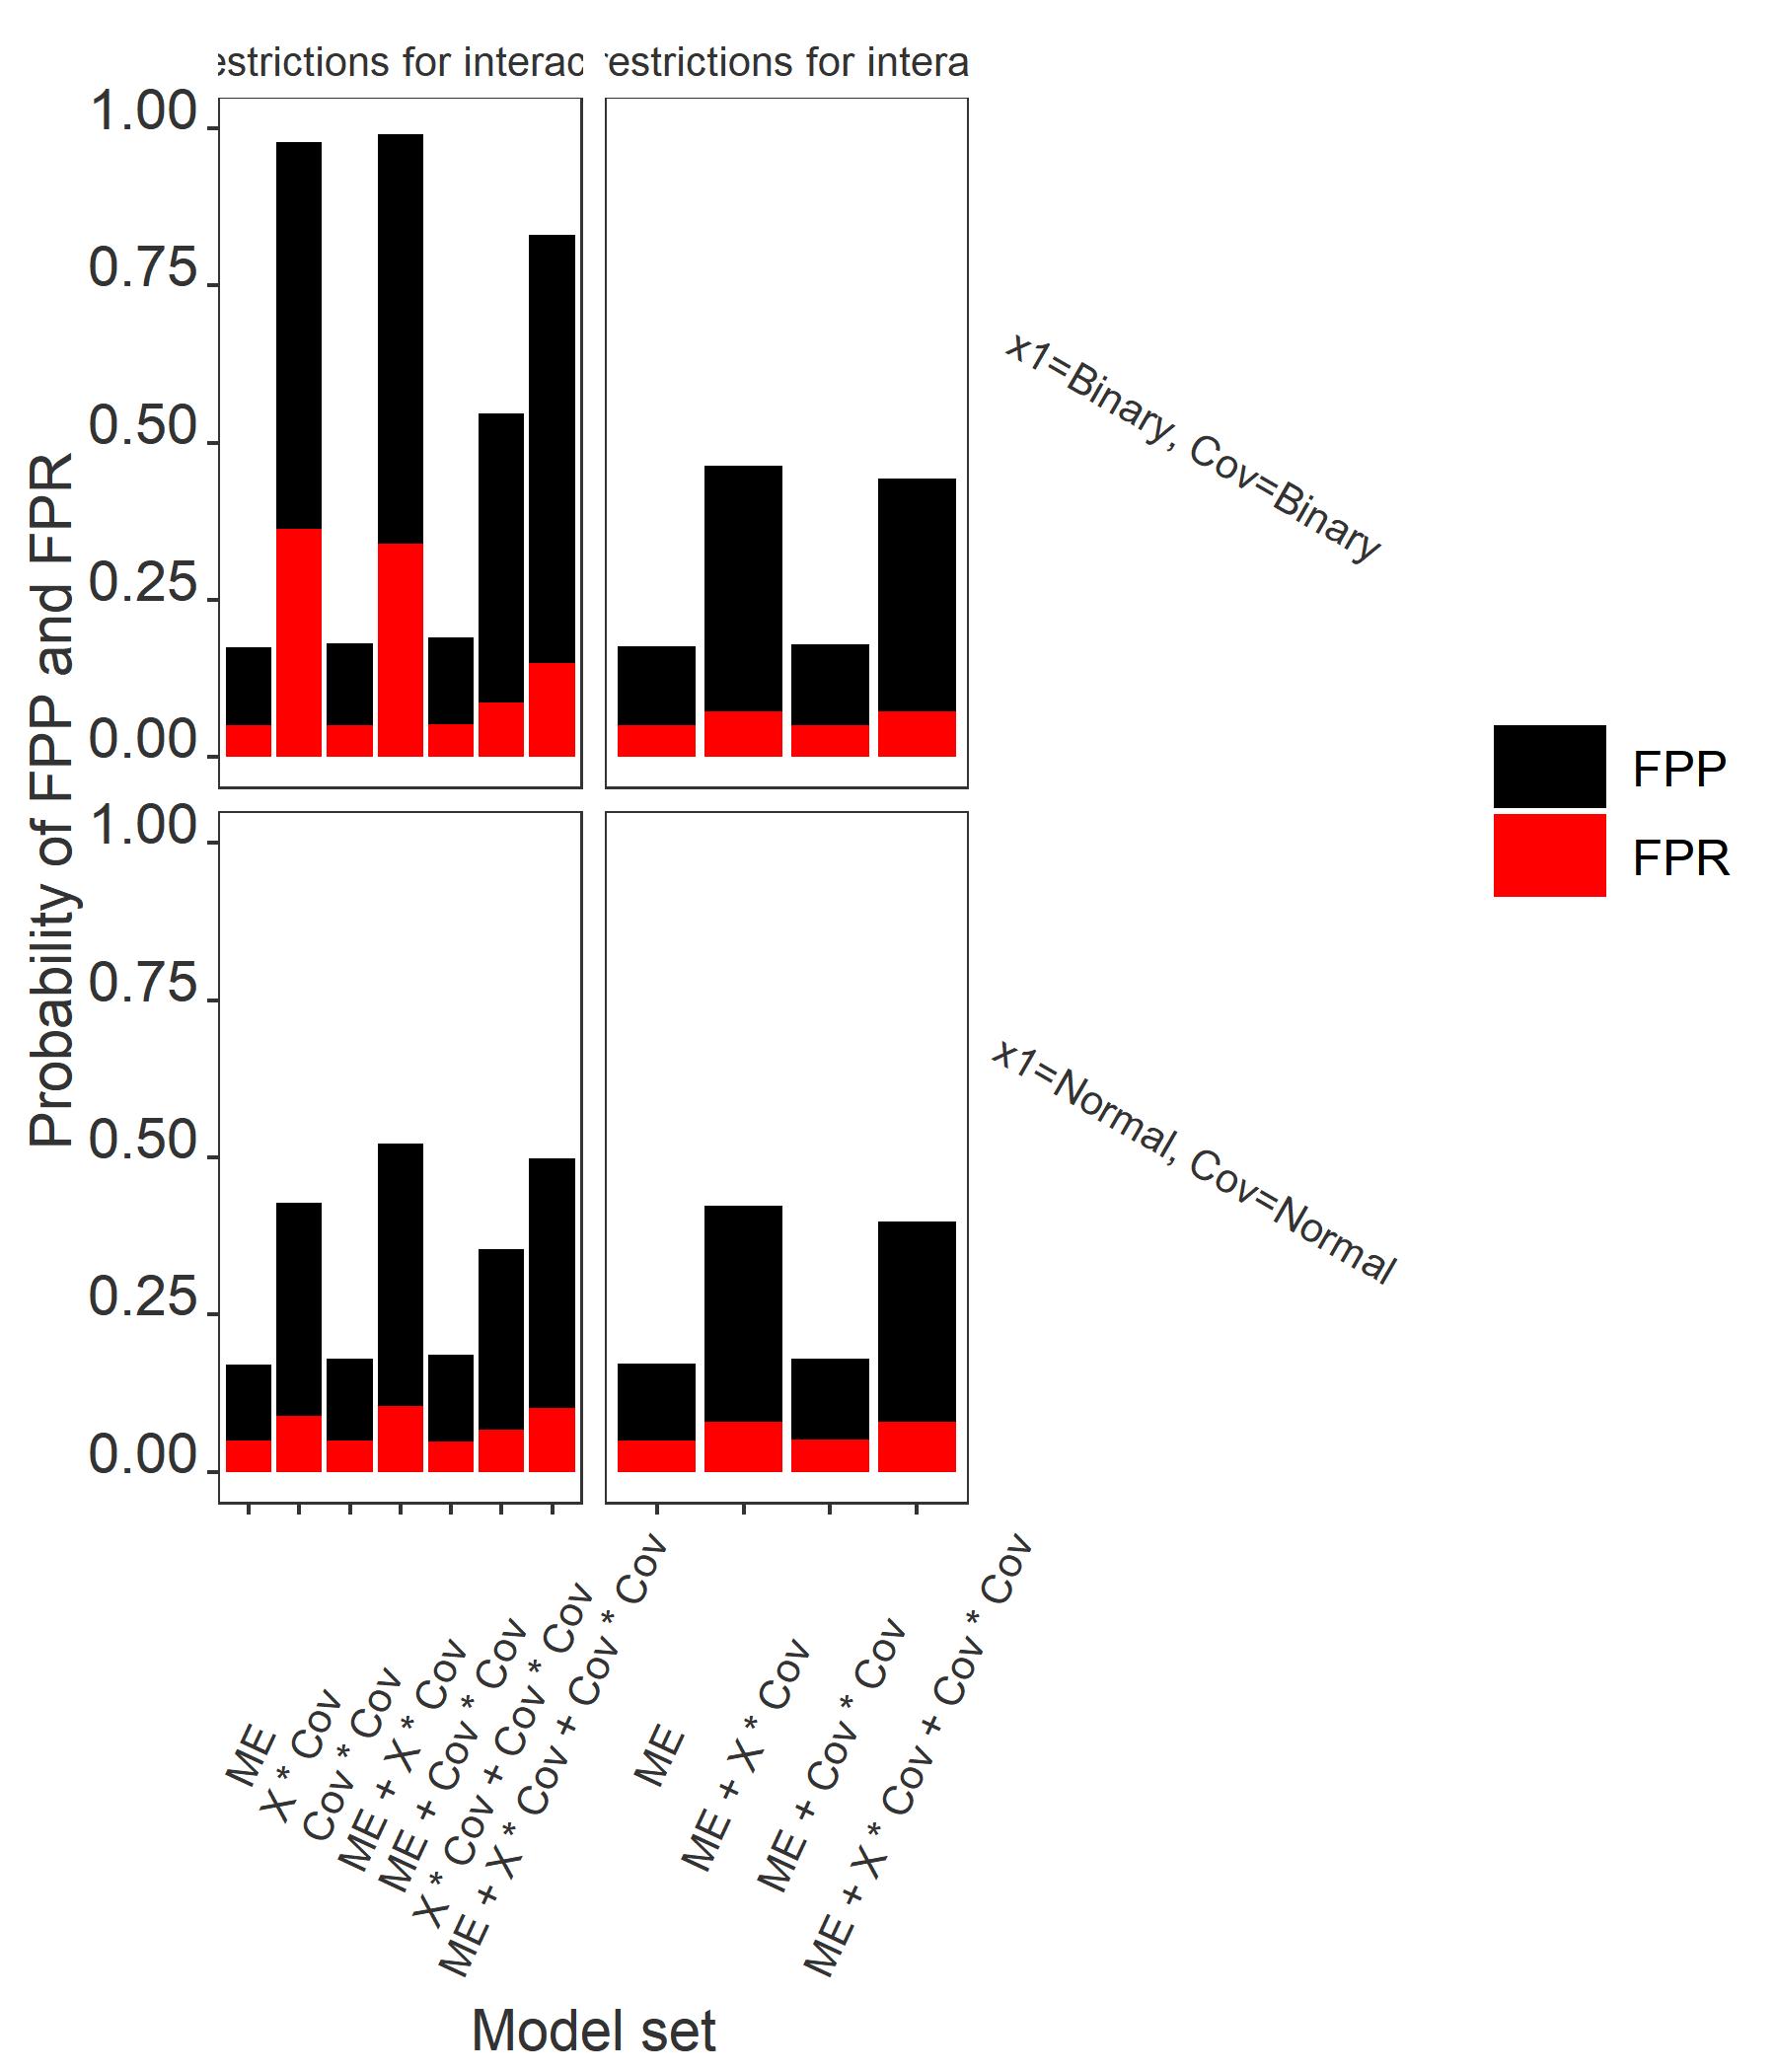 estrictions for interac
restrictions for intera
Probability of FPP and FPR
1.00
0.75
0.50
0.25
0.00
x1=Binary, Cov=Binary
1.00
0.75
0.50
0.25
0.00
x1=Normal, Cov=Normal
FPP
FPR
ME
X * Cov
Cov * Cov
ME + X * Cov
ME + Cov * Cov
X * Cov + Cov * Cov
ME + X * Cov + Cov * Cov
ME
ME + X * Cov
ME + Cov * Cov
ME + X * Cov + Cov * Cov
Model set